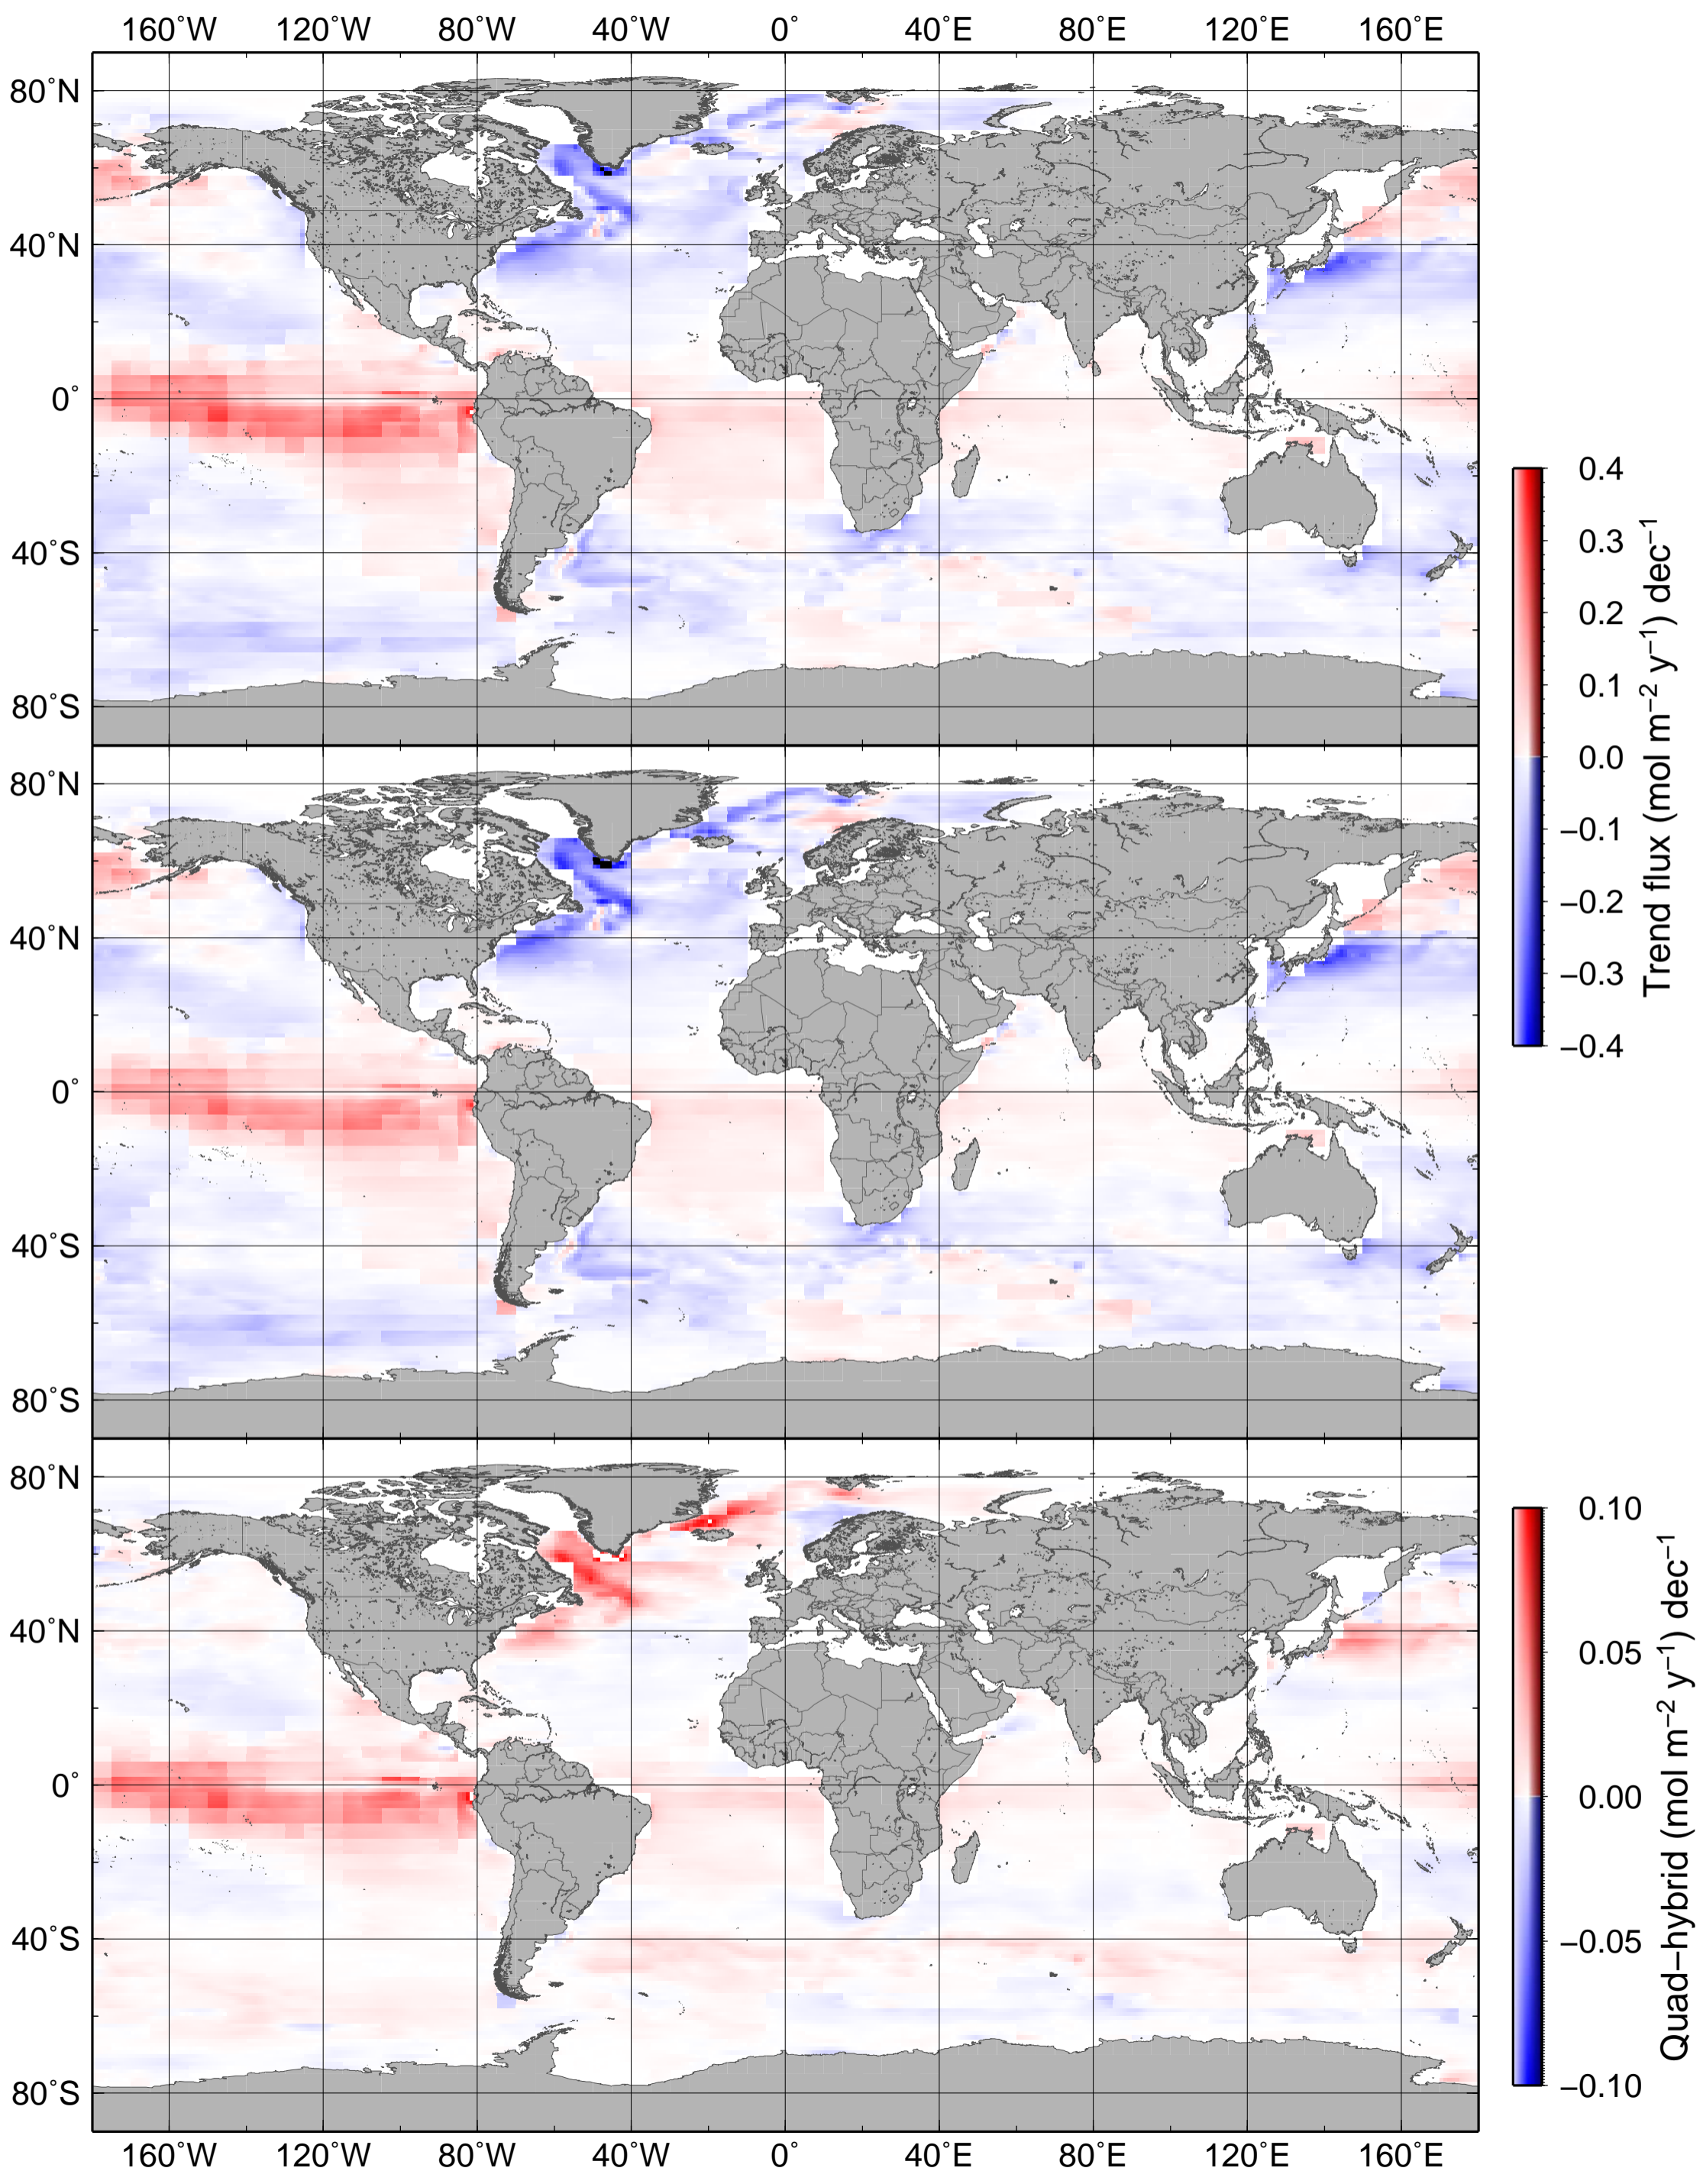 160˚W 120˚W 80˚W 40˚W 0˚ 40˚E 80˚E 120˚E 160˚E
80˚N
40˚N
0˚
40˚S
80˚S
0.4
0.3
0.2
0.1
0.0
−0.1
−0.2
−0.3
−0.4
Trend flux (mol m−2 y−1) dec−1
80˚N
40˚N
0˚
40˚S
80˚S
80˚N
40˚N
0˚
40˚S
80˚S
0.10
0.05
0.00
−0.05
−0.10
Quad−hybrid (mol m−2 y−1) dec−1
160˚W 120˚W 80˚W 40˚W 0˚ 40˚E 80˚E 120˚E 160˚E